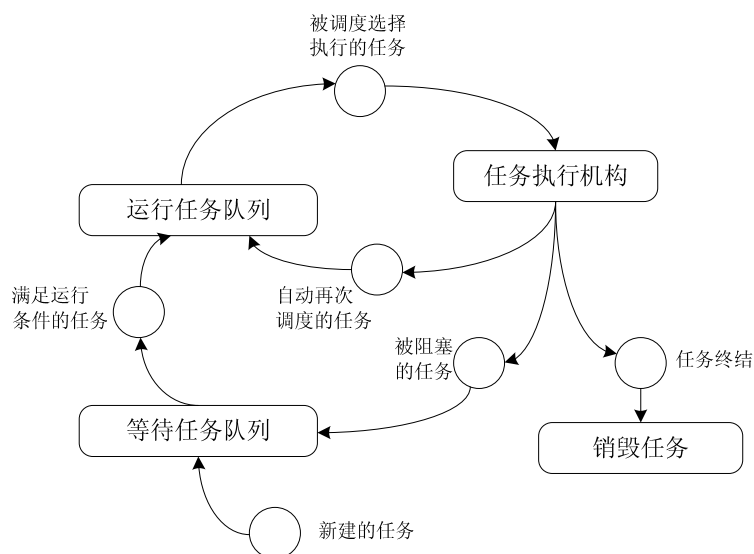 被调度选择
执行的任务
任务执行机构
运行任务队列
满足运行
条件的任务
自动再次
调度的任务
被阻塞
的任务
任务终结
等待任务队列
销毁任务
新建的任务